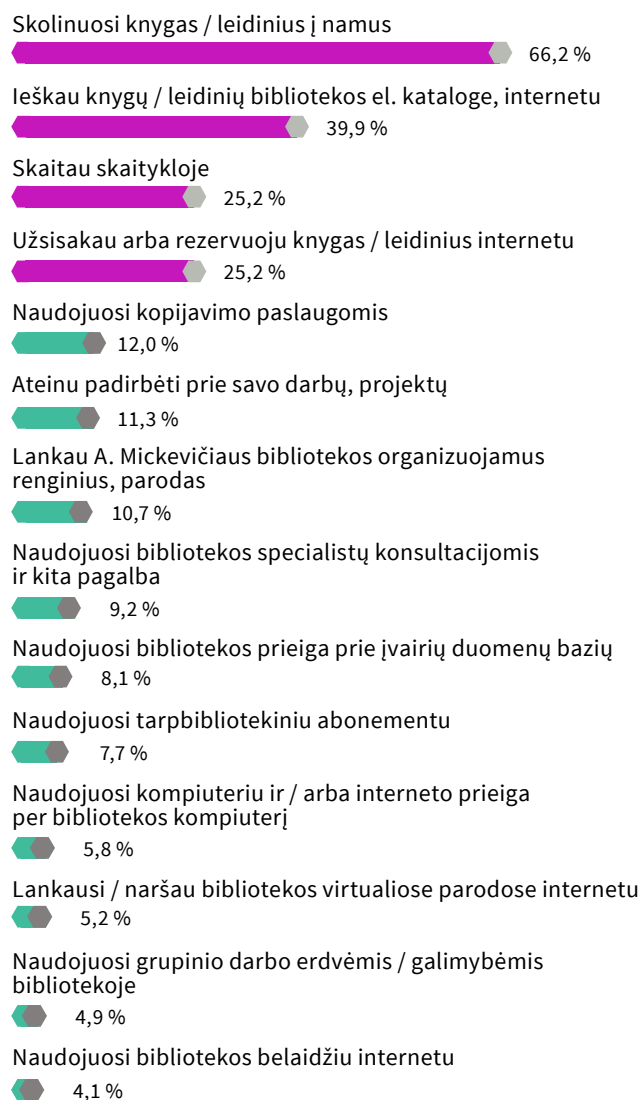 Skolinuosi knygas / leidinius į namus
66,2 %
Ieškau knygų / leidinių bibliotekos el. kataloge, internetu
39,9 %
Skaitau skaitykloje
25,2 %
Užsisakau arba rezervuoju knygas / leidinius internetu
25,2 %
Naudojuosi kopijavimo paslaugomis
12,0 %
Ateinu padirbėti prie savo darbų, projektų
11,3 %
Lankau A. Mickevičiaus bibliotekos organizuojamus
renginius, parodas
10,7 %
Naudojuosi bibliotekos specialistų konsultacijomis
ir kita pagalba
9,2 %
Naudojuosi bibliotekos prieiga prie įvairių duomenų bazių
8,1 %
Naudojuosi tarpbibliotekiniu abonementu
7,7 %
Naudojuosi kompiuteriu ir / arba interneto prieiga
per bibliotekos kompiuterį
5,8 %
Lankausi / naršau bibliotekos virtualiose parodose internetu
5,2 %
Naudojuosi grupinio darbo erdvėmis / galimybėmis
bibliotekoje
4,9 %
Naudojuosi bibliotekos belaidžiu internetu
4,1 %